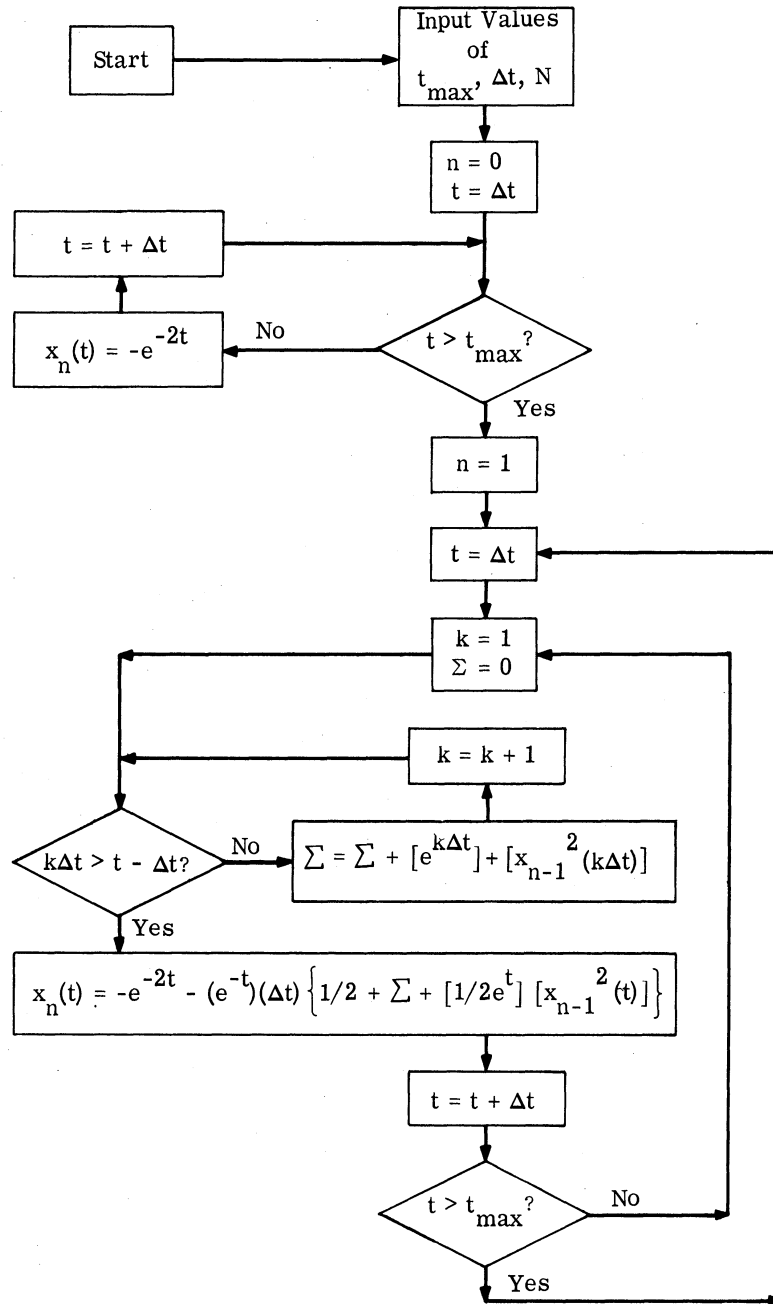 Start
Input Values
of
t_max, Δt, N
n = 0
t = Δt
t = t + Δt
x_n(t) = -e^{-2t}
No
t > t_max?
Yes
n = 1
t = Δt
k = 1
Σ = 0
k = k + 1
kΔt > t - Δt?
No
Σ = Σ + [e^{kΔt}] + [x_{n-1}^2 (kΔt)]
Yes
x_n(t) = -e^{-2t} - (e^{-t})(Δt) {1/2 + Σ + [1/2e^t] [x_{n-1}^2 (t)]}
t = t + Δt
t > t_max?
No
Yes